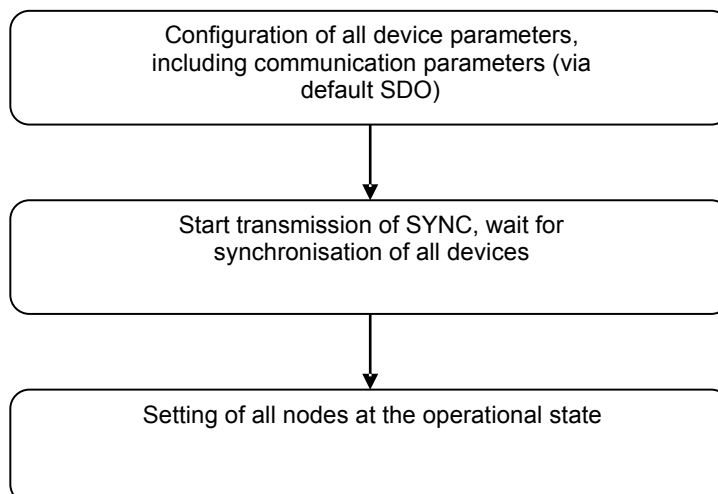 Configuration of all device parameters,
including communication parameters (via
default SDO)
Start transmission of SYNC, wait for
synchronisation of all devices
Setting of all nodes at the operational state